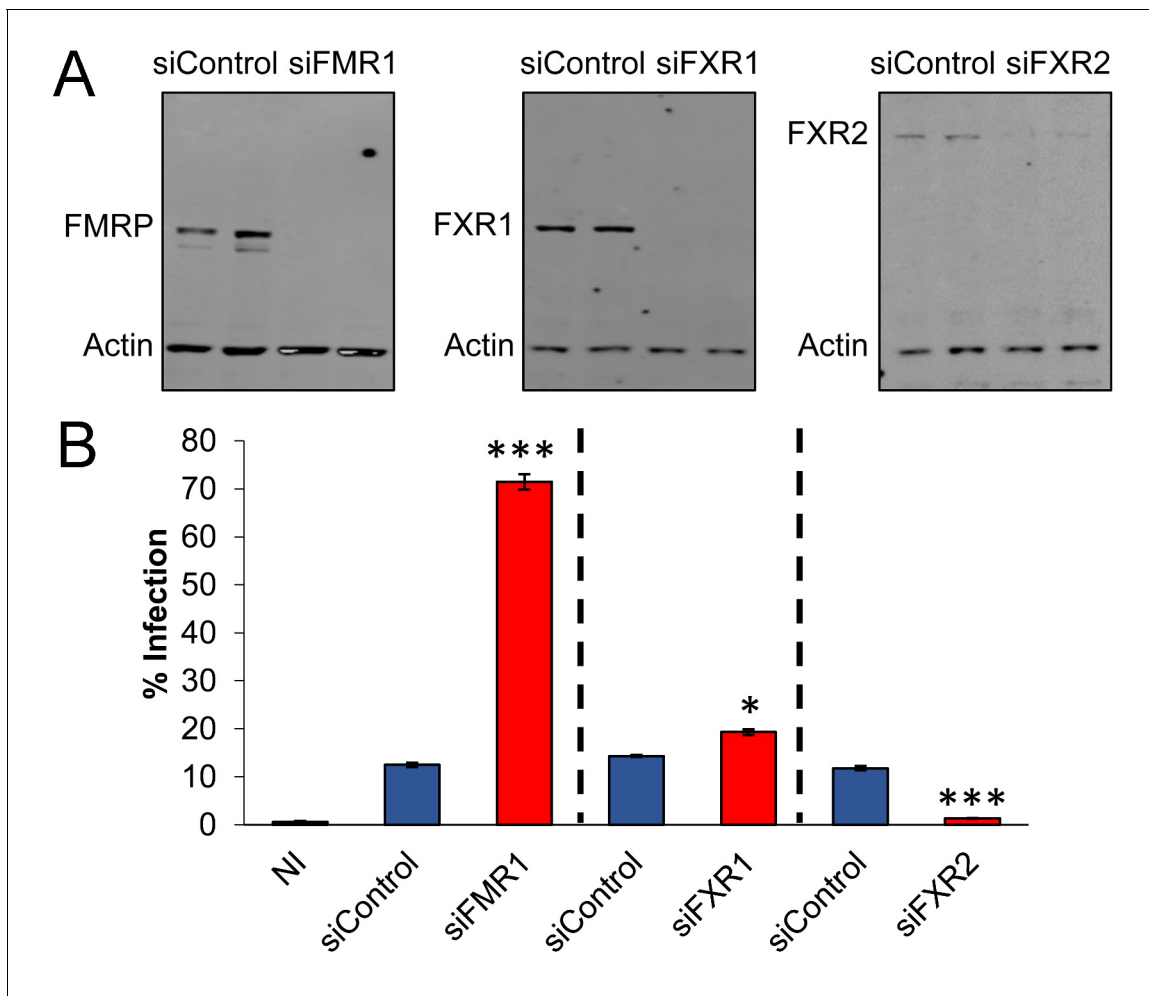 A
siControl siFMR1
siControl siFXR1
siControl siFXR2
FMRP
Actin
FXR1
Actin
FXR2
Actin
B
% Infection
80
70
60
50
40
30
20
10
0
***
*
***
NI
siControl
siFMR1
siControl
siFXR1
siControl
siFXR2